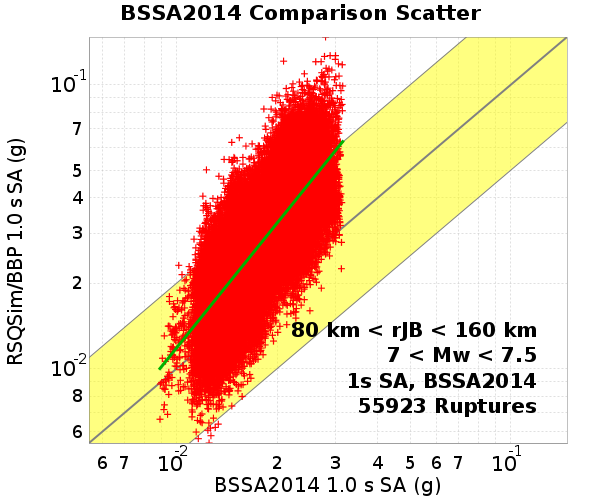 BSSA2014 Comparison Scatter
RSQSim/BBP 1.0 s SA (g)
10-1
7
5
4
3
2
10-2
8
6
80 km < rJB < 160 km
7 < Mw < 7.5
1s SA, BSSA2014
55923 Ruptures
6 7 10-2 2 3 4 5 6 7 10-1
BSSA2014 1.0 s SA (g)